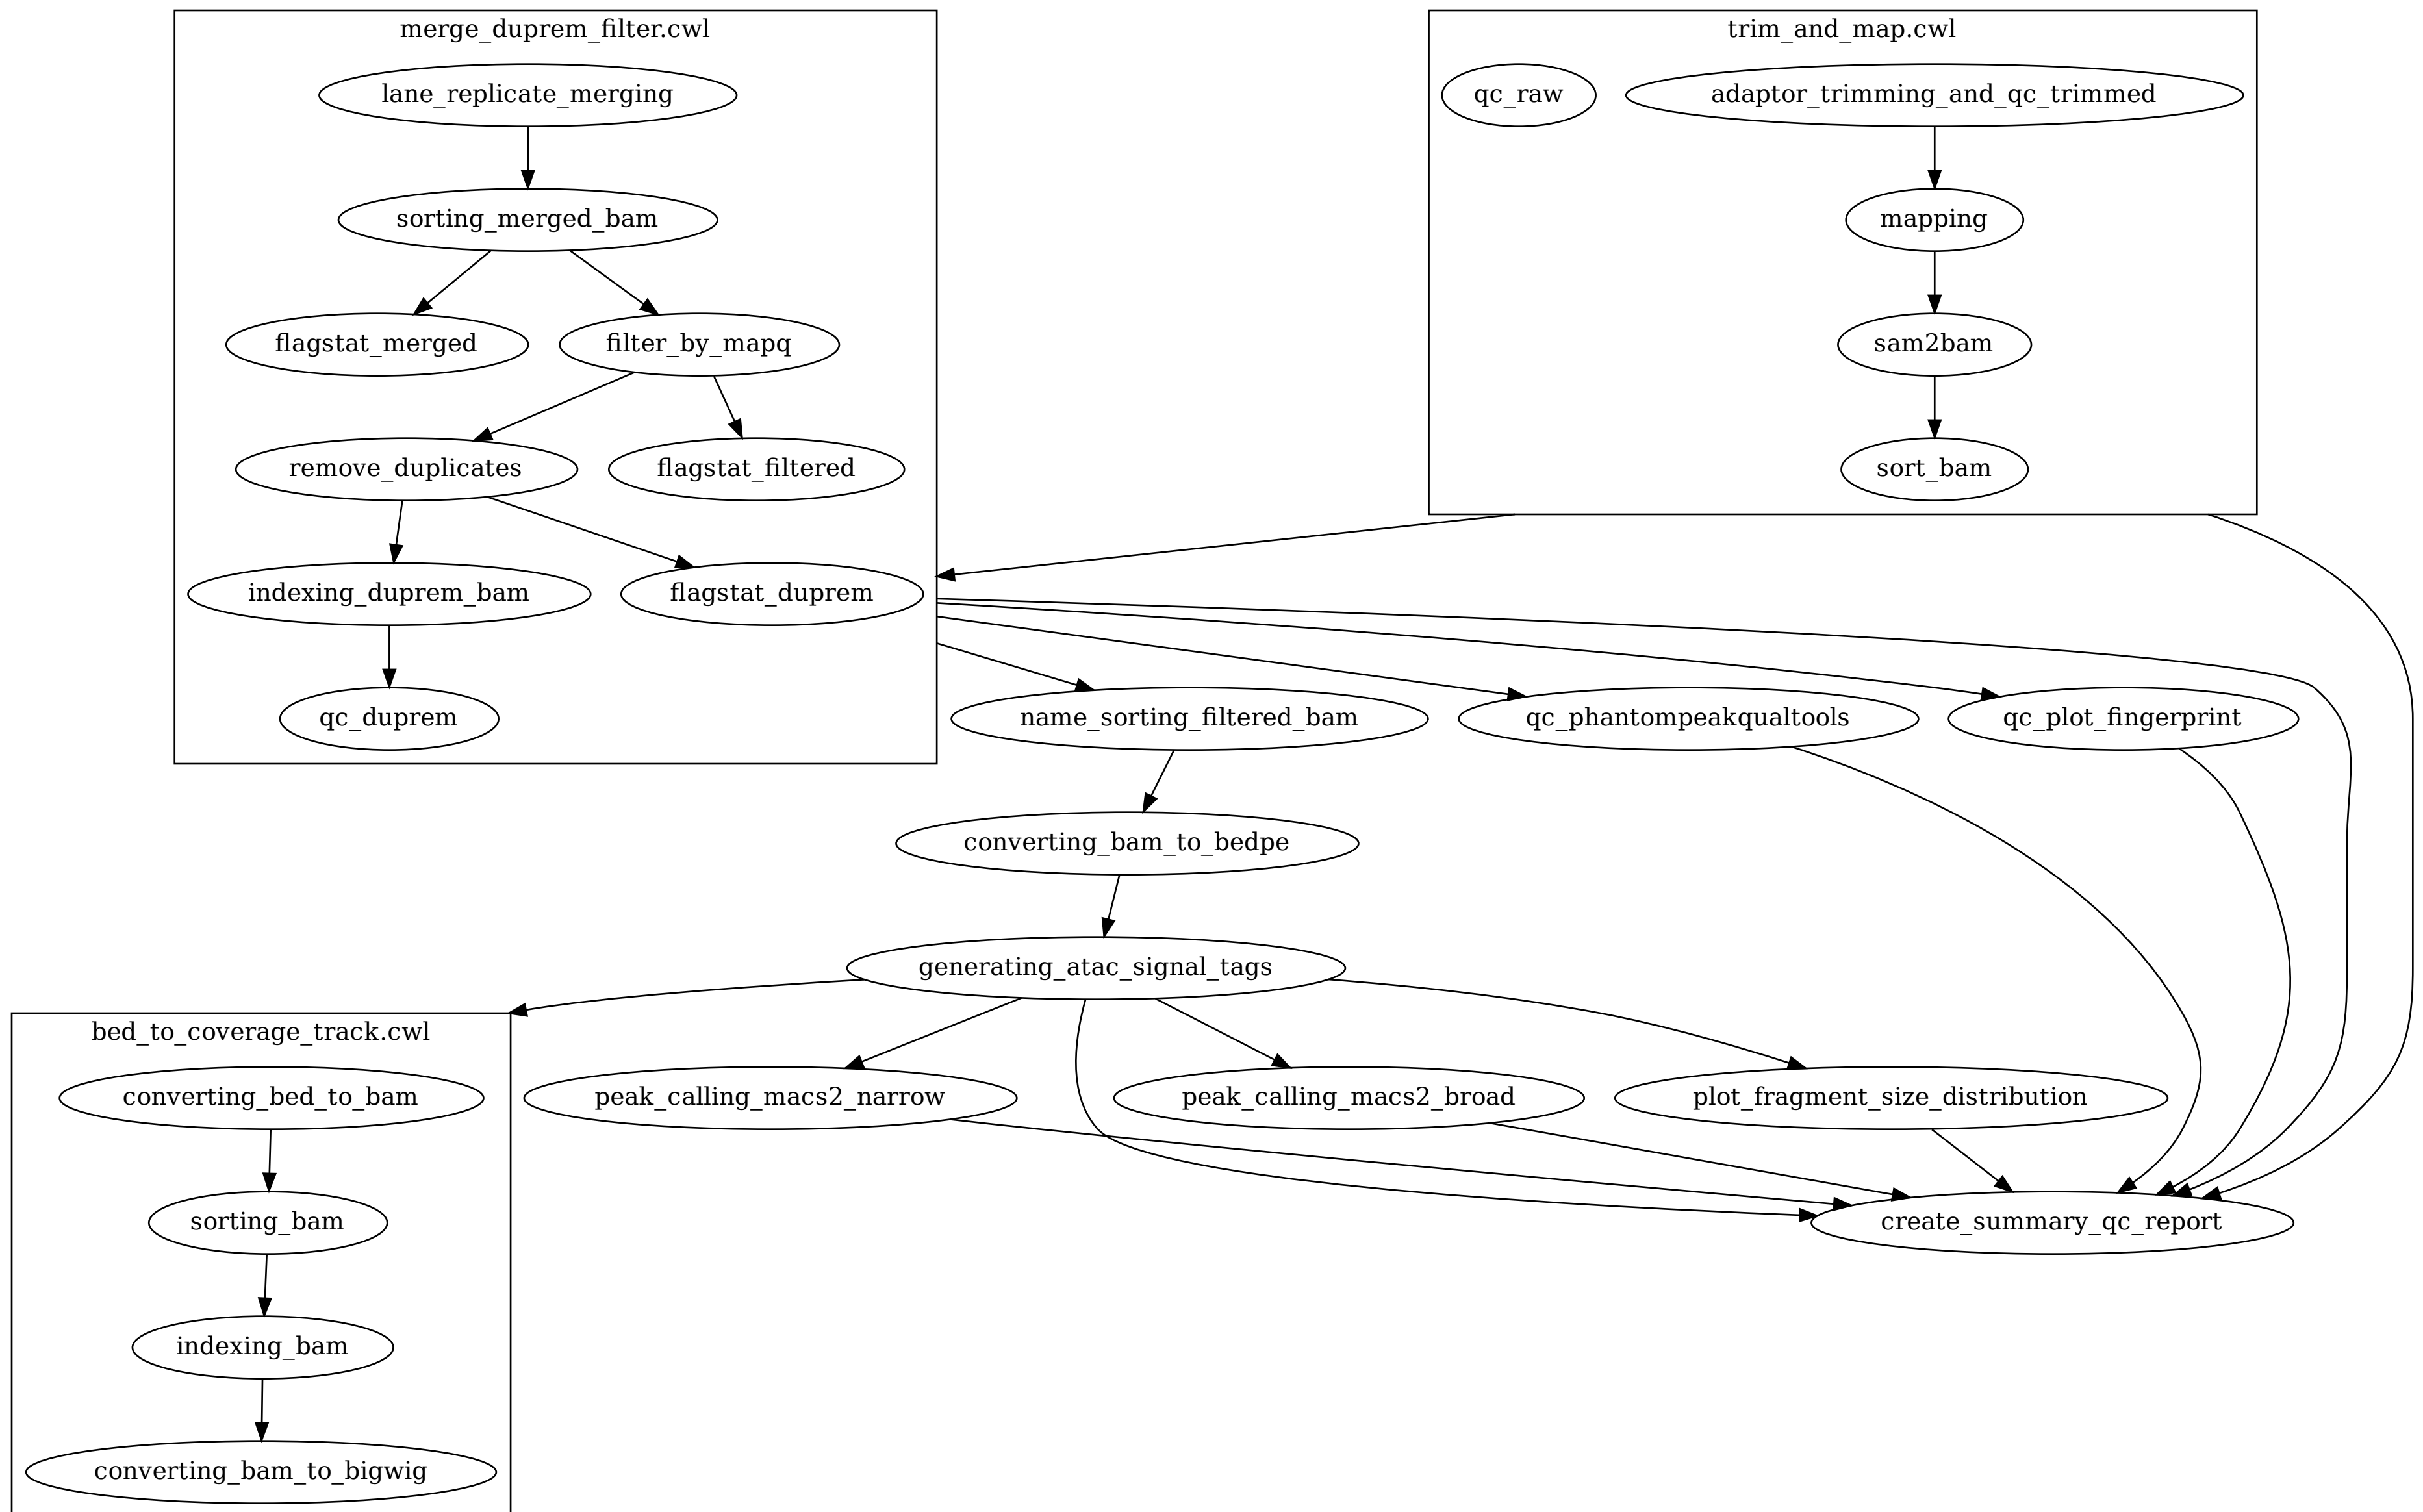 merge_duprem_filter.cwl
lane_replicate_merging
sorting_merged_bam
flagstat_merged
filter_by_mapq
remove_duplicates
flagstat_filtered
indexing_duprem_bam
flagstat_duprem
qc_duprem
trim_and_map.cwl
qc_raw
adaptor_trimming_and_qc_trimmed
mapping
sam2bam
sort_bam
name_sorting_filtered_bam
qc_phantompeakqualtools
qc_plot_fingerprint
converting_bam_to_bedpe
generating_atac_signal_tags
bed_to_coverage_track.cwl
converting_bed_to_bam
sorting_bam
indexing_bam
converting_bam_to_bigwig
peak_calling_macs2_narrow
peak_calling_macs2_broad
plot_fragment_size_distribution
create_summary_qc_report